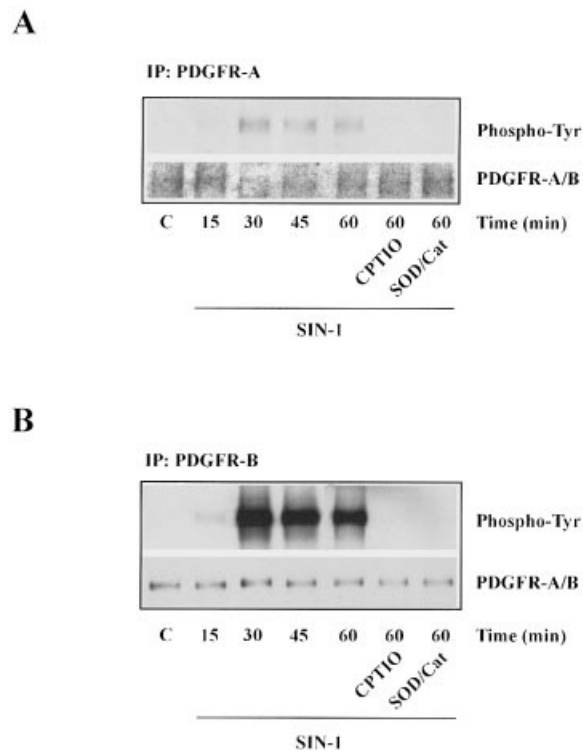 A
IP: PDGFR-A
Phospho-Tyr
PDGFR-A/B
C 15 30 45 60 60 60 Time (min)
CPTIO SOD/Cat
SIN-1
B
IP: PDGFR-B
Phospho-Tyr
PDGFR-A/B
C 15 30 45 60 60 60 Time (min)
CPTIO SOD/Cat
SIN-1